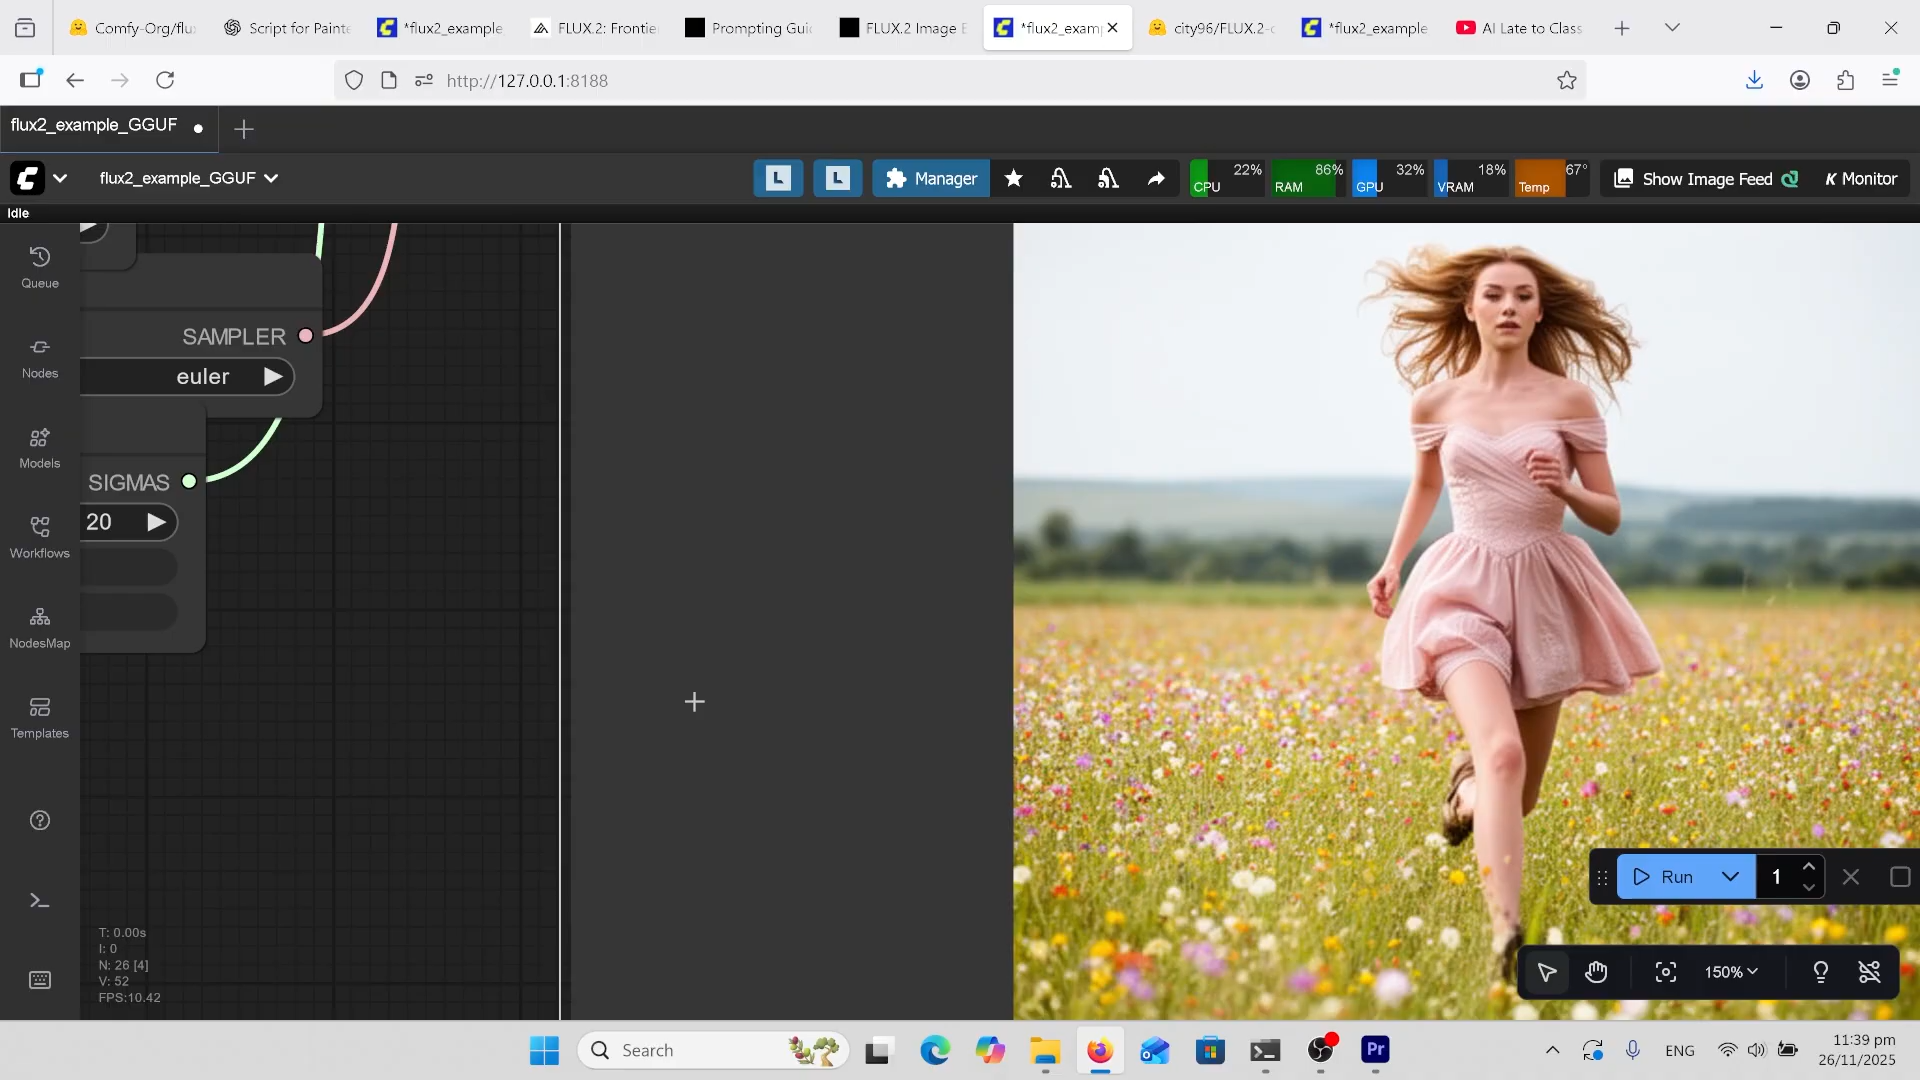 Comfy-Org/flu
Script for Painte
*flux2_example
FLUX.2: Frontie
Prompting Gui
FLUX.2 Image E
*flux2_exam
city96/FLUX.2-d
*flux2_example
AI Late to Class
http://127.0.0.1:8188
flux2_example_GGUF
flux2_example_GGUF
L
L
Manager
CPU 22%
RAM 86%
GPU 32%
VRAM 18%
Temp 67°
Show Image Feed
K Monitor
Idle
Queue
Nodes
Models
Workflows
NodesMap
Templates
SAMPLER
euler
SIGMAS
20
T: 0.00s
I: 0
N: 26 [4]
V: 52
FPS:10.42
Run
1
150%
Search
Pr
ENG
11:39 pm
26/11/2025